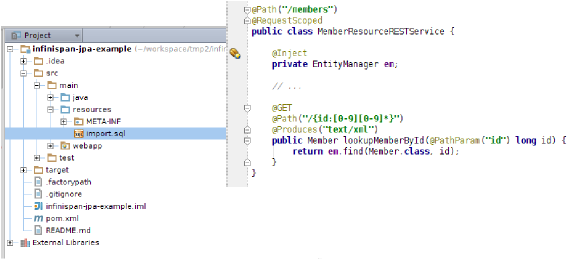 Project
infinispan-jpa-example (~/workspace/tmp2/infin
.idea
src
main
java
resources
META-INF
import.sql
webapp
test
target
.factorypath
.gitignore
infinispan-jpa-example.iml
pom.xml
README.md
External Libraries
@Path("/members")
@RequestScoped
public class MemberResourceRESTService {
@Inject
private EntityManager em;
// ...
@GET
@Path("/{id:[0-9][0-9]*}")
@Produces("text/xml")
public Member lookupMemberById(@PathParam("id") long id) {
return em.find(Member.class, id);
}
}